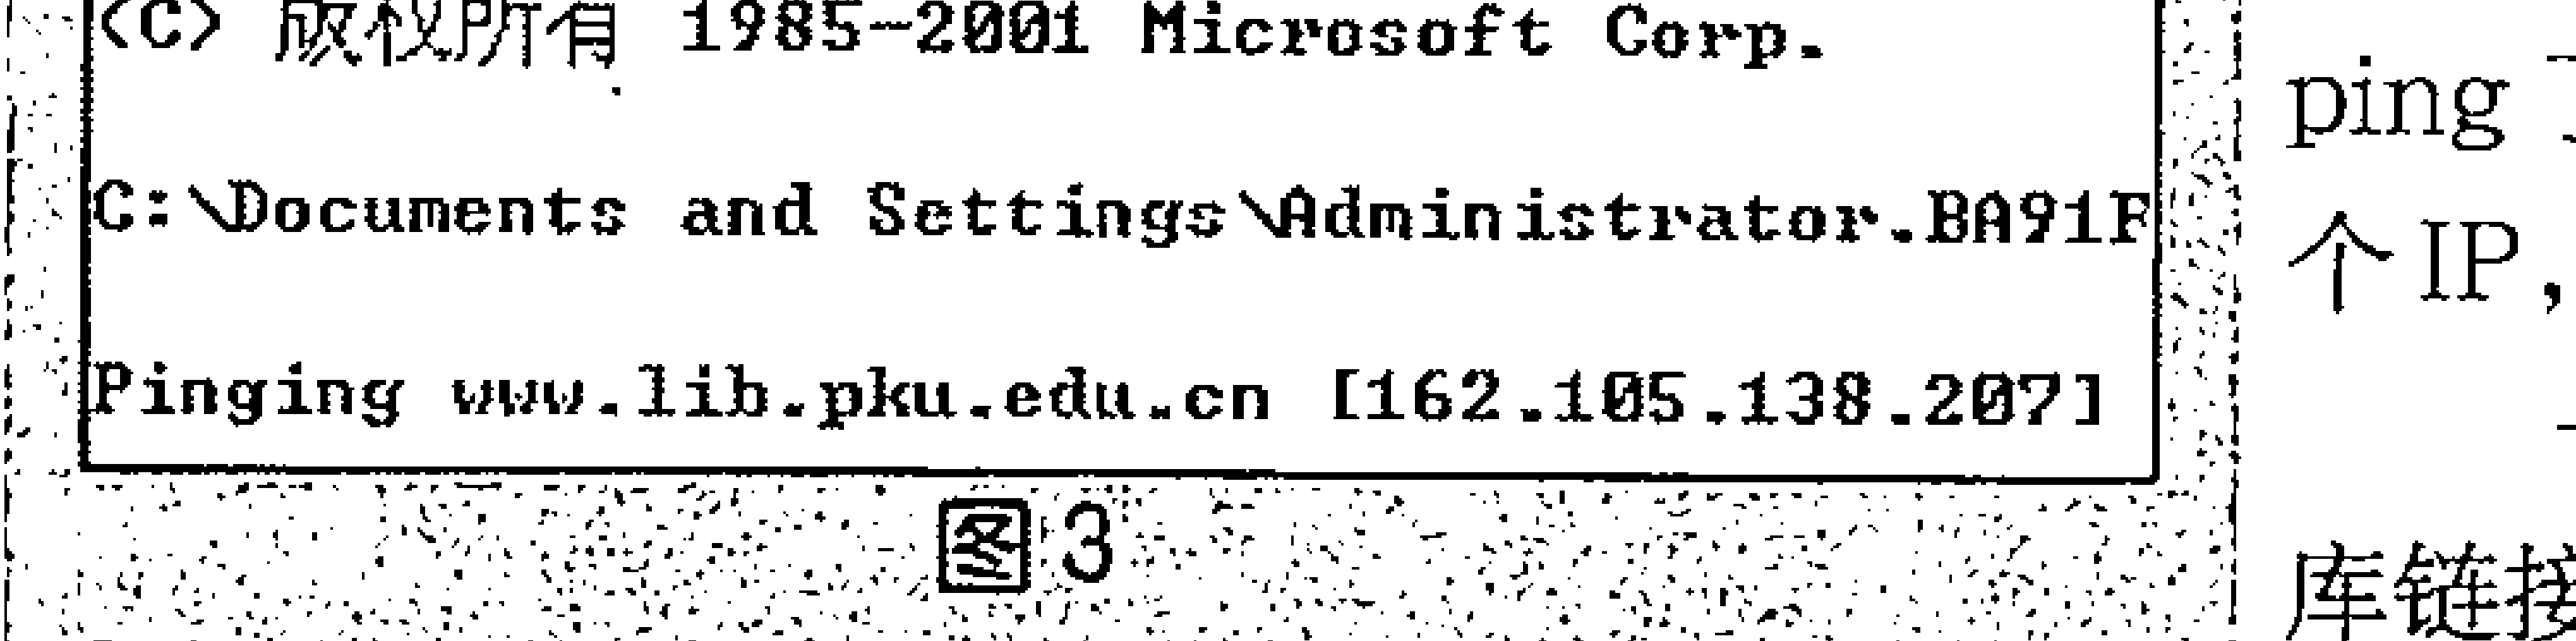 (C) 版权所有 1985-2001 Microsoft Corp.
C:\Documents and Settings\Administrator.BA91F
Pinging www.lib.pku.edu.cn [162.105.138.207]
图3
ping
个IP，
库链接